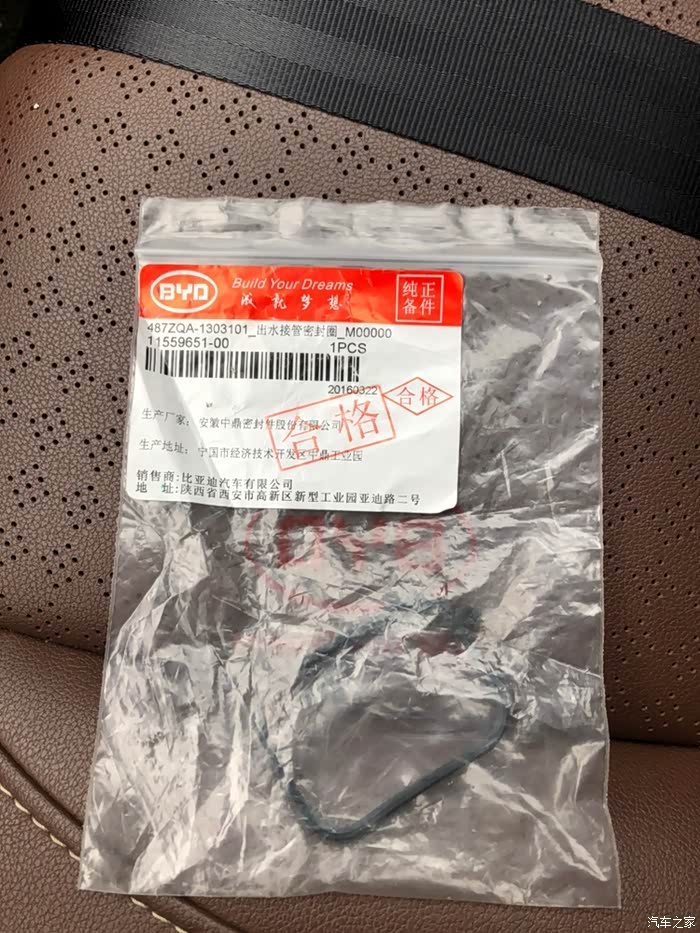 BYD
Build Your Dreams
成就梦想
纯正
备件
487ZQA-1303101_出水接管密封圈_M00000
11559651-00
1PCS
20160322
合格
合格
生产厂家: 安徽中鼎密封件股份有限公司
生产地址: 宁国市经济技术开发区中鼎工业园
销售商:比亚迪汽车有限公司
地 址:陕西省西安市高新区新型工业园亚迪路二号
BYD
汽车之家